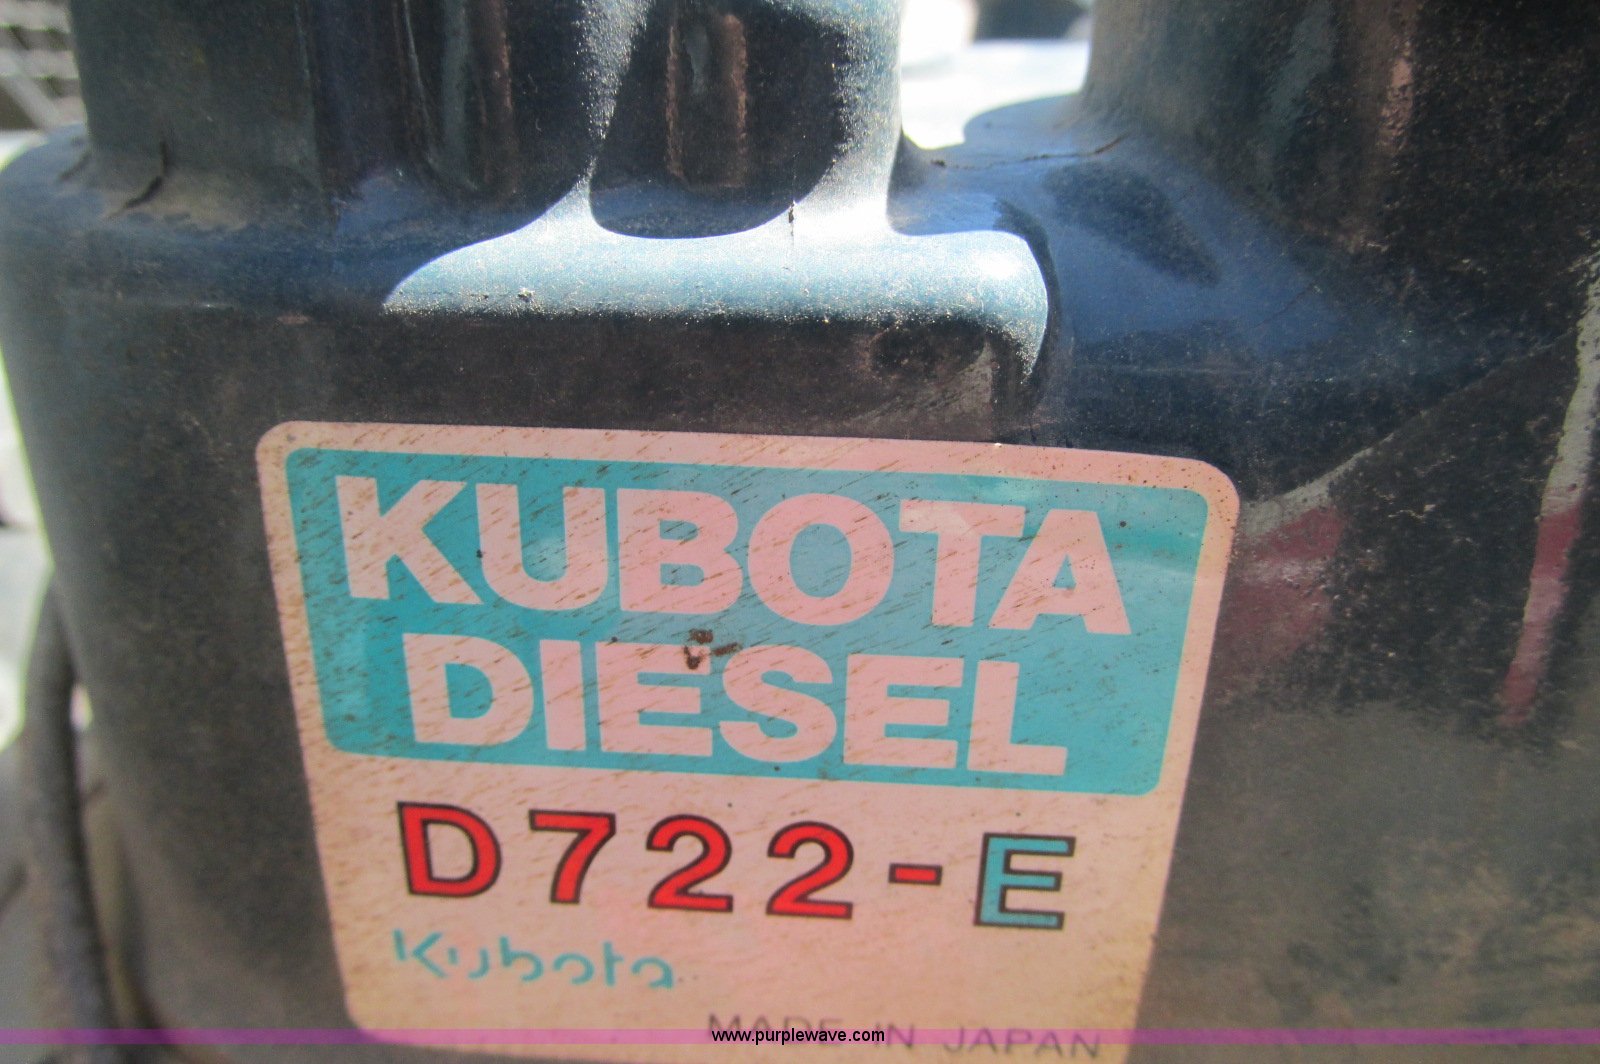 KUBOTA
DIESEL
D722-E
Kubota
MADE IN JAPAN
www.purplewave.com